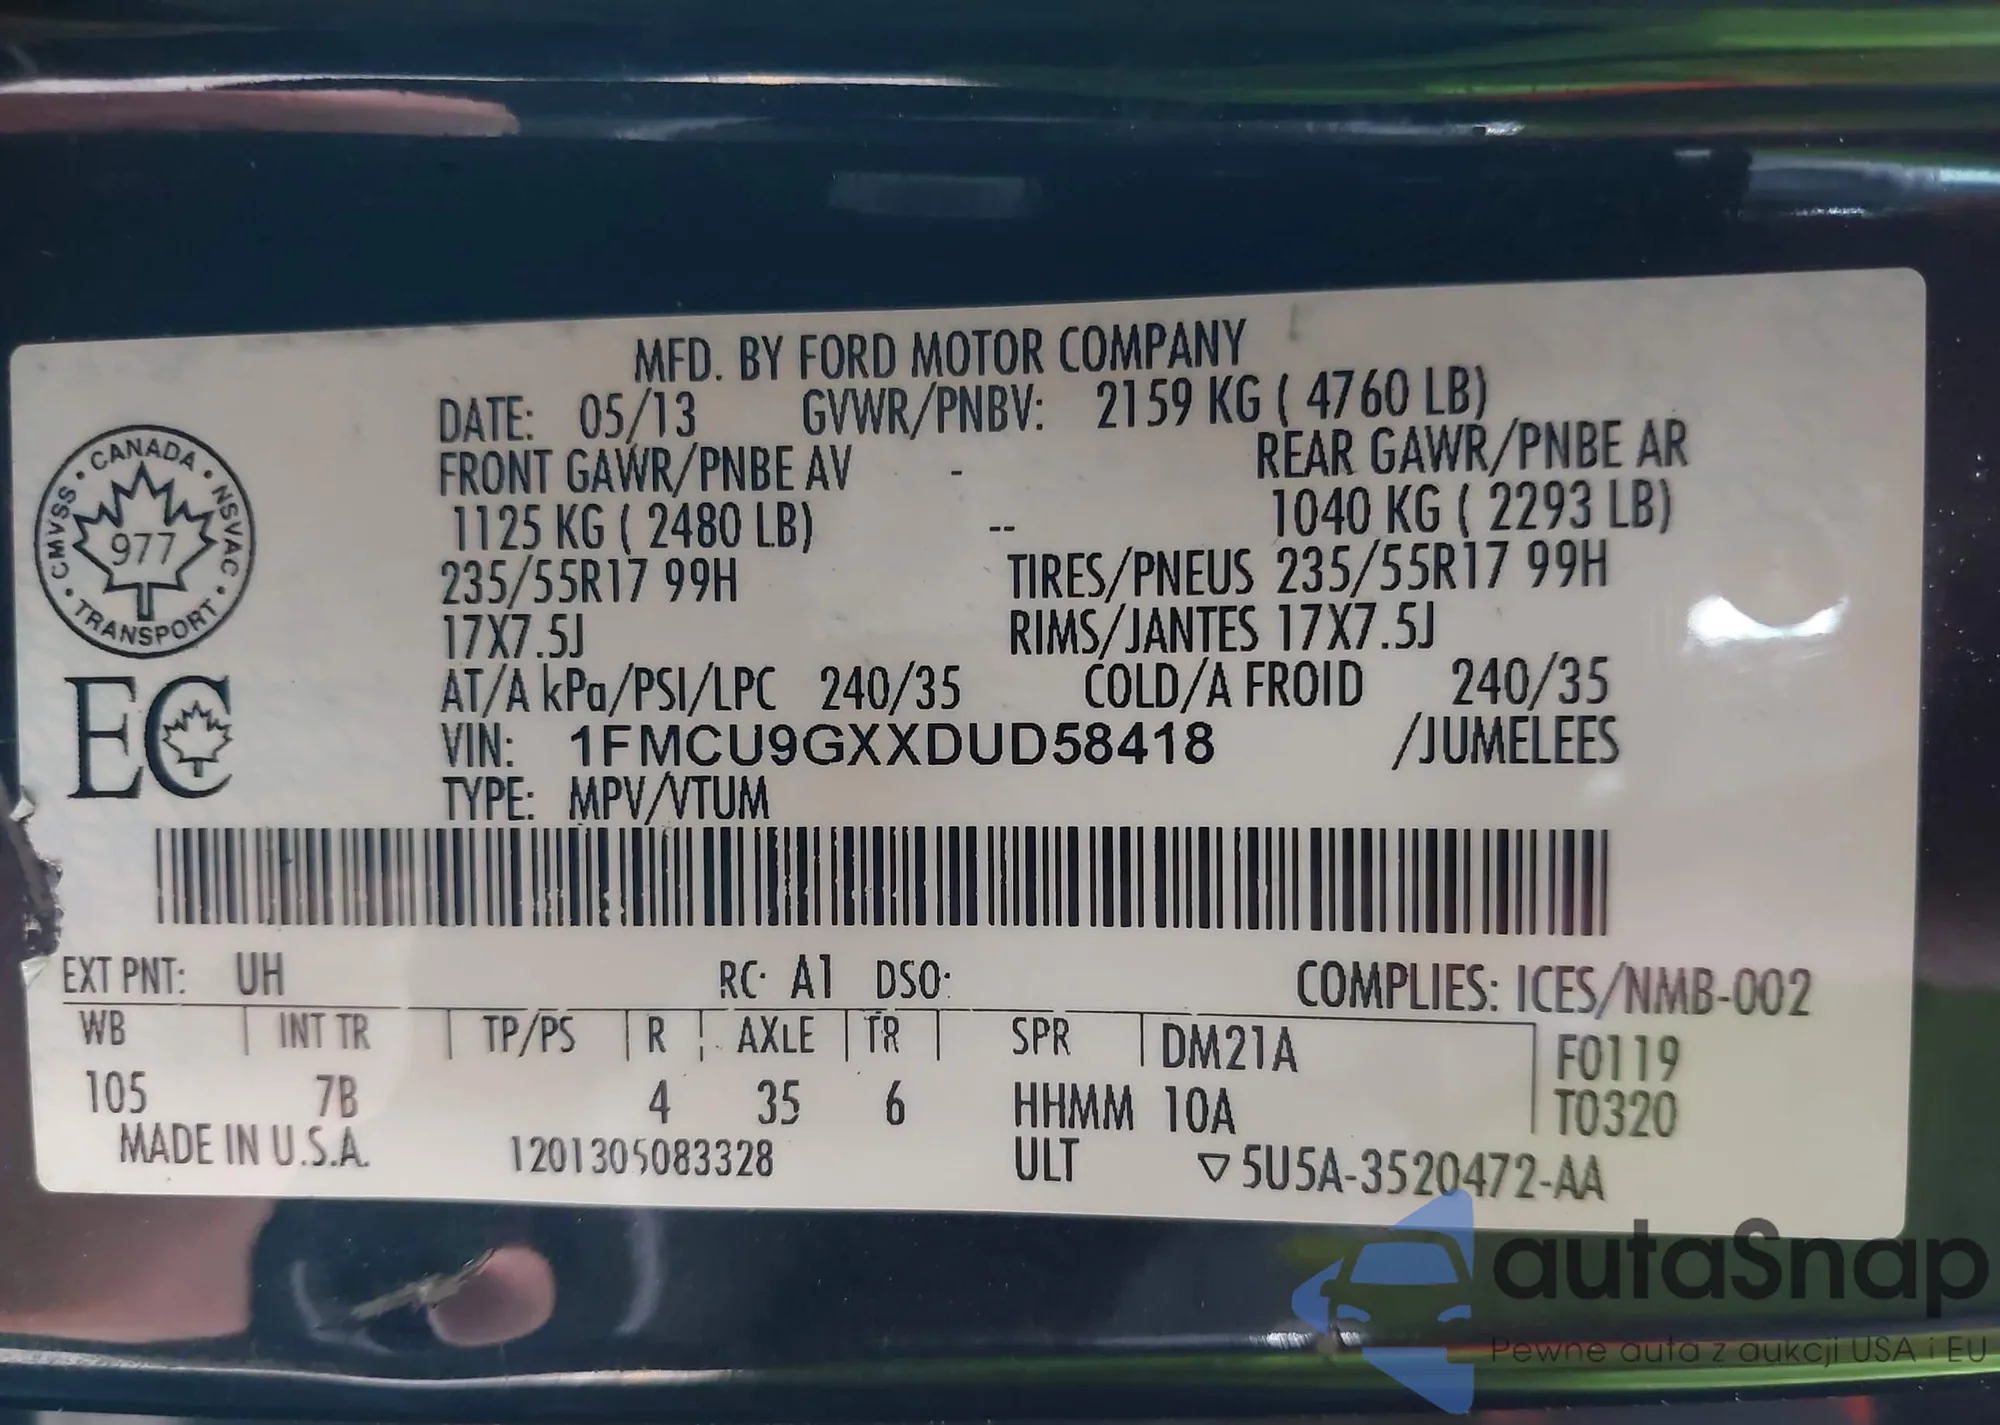 MFD. BY FORD MOTOR COMPANY
DATE: 05/13 GVWR/PNBV: 2159 KG ( 4760 LB)
FRONT GAWR/PNBE AV - REAR GAWR/PNBE AR
1125 KG ( 2480 LB) -- 1040 KG ( 2293 LB)
235/55R17 99H TIRES/PNEUS 235/55R17 99H
17X7.5J RIMS/JANTES 17X7.5J
AT/A kPa/PSI/LPC 240/35 COLD/A FROID 240/35
VIN: 1FMCU9GXXDUD58418 /JUMELEES
TYPE: MPV/VTUM
CANADA • NSVAC • TRANSPORT • CMVSS •
977
EC
EXT PNT: UH RC: A1 DSO: COMPLIES: ICES/NMB-002
WB | INT TR | TP/PS | R | AXLE | TR | SPR | DM21A | F0119
105 7B 4 35 6 HHMM 10A T0320
MADE IN U.S.A. 1201305083328 ULT ▽5U5A-3520472-AA
autaSnap
Pewne auta z aukcji USA i EU